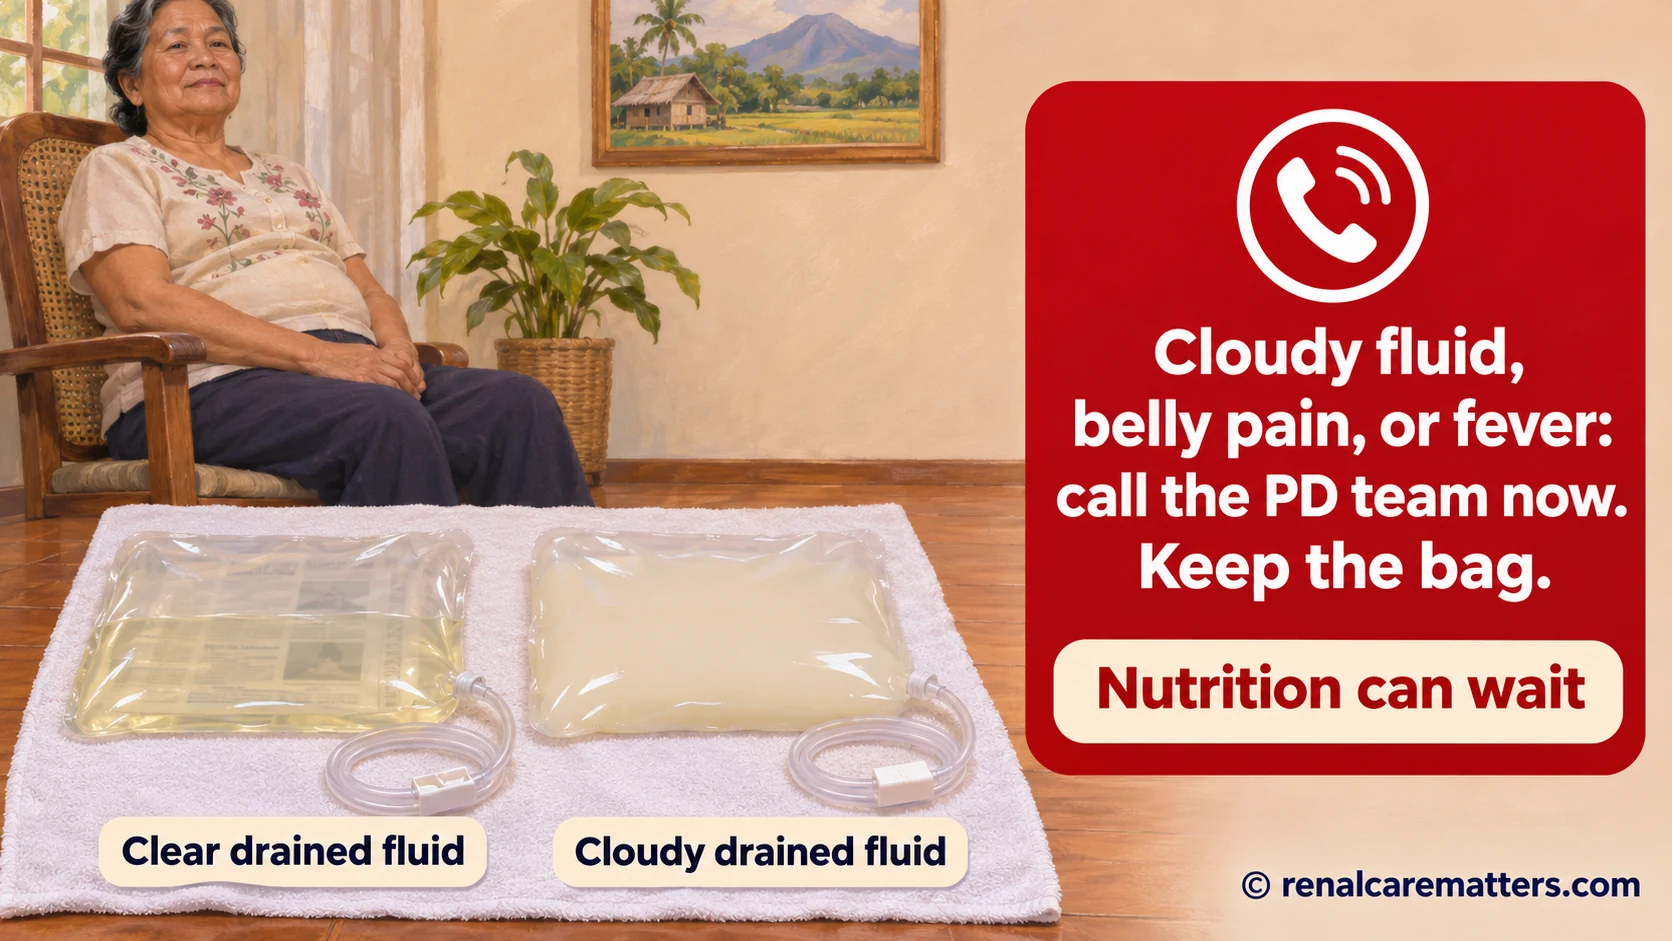 Cloudy fluid,
belly pain, or fever:
call the PD team now.
Keep the bag.
Nutrition can wait
Clear drained fluid
Cloudy drained fluid
© renalcarematters.com